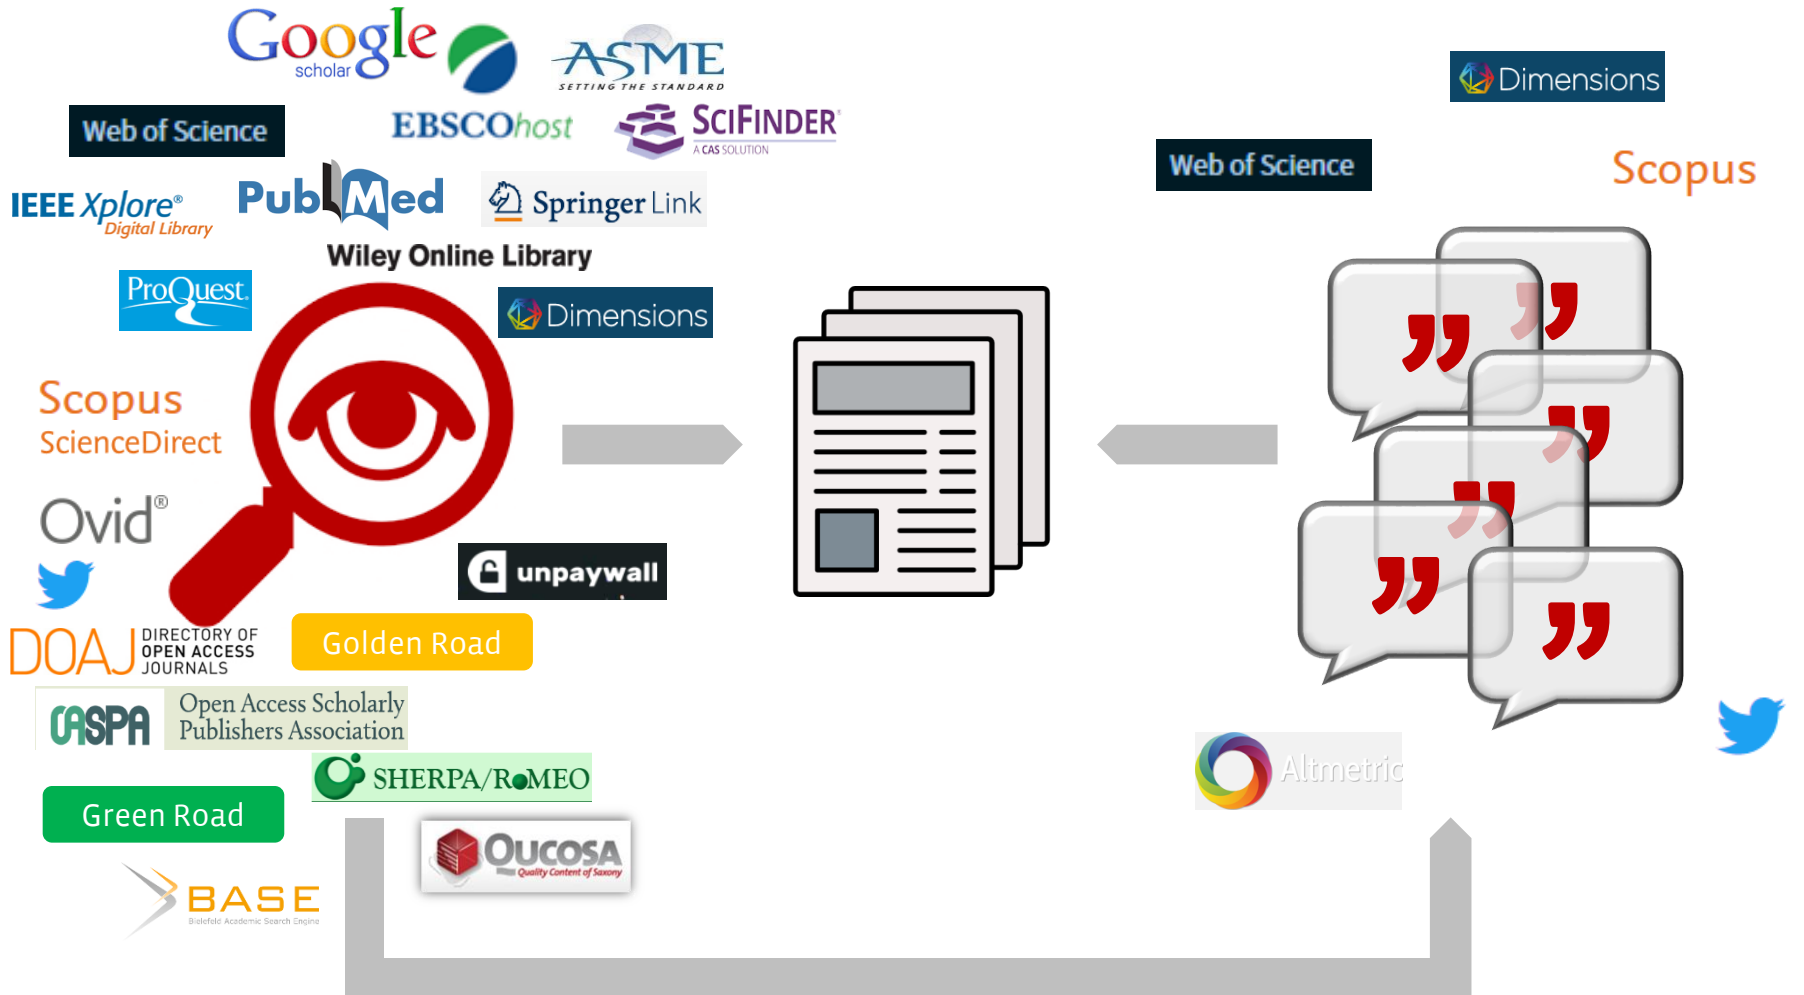 Google
scholar
ASME
SETTING THE STANDARD
Dimensions
Web of Science
EBSCOhost
SCIFINDER®
A CAS SOLUTION
Web of Science
Scopus
IEEE Xplore®
Digital Library
PubMed
Springer Link
Wiley Online Library
ProQuest
Dimensions
Scopus
ScienceDirect
Ovid®
unpaywall
DOAJ
DIRECTORY OF
OPEN ACCESS
JOURNALS
Golden Road
OASPA
Open Access Scholarly
Publishers Association
SHERPA/RoMEO
Altmetric
Green Road
QUCOSA
Quality Content of Saxony
BASE
Bielefeld Academic Search Engine